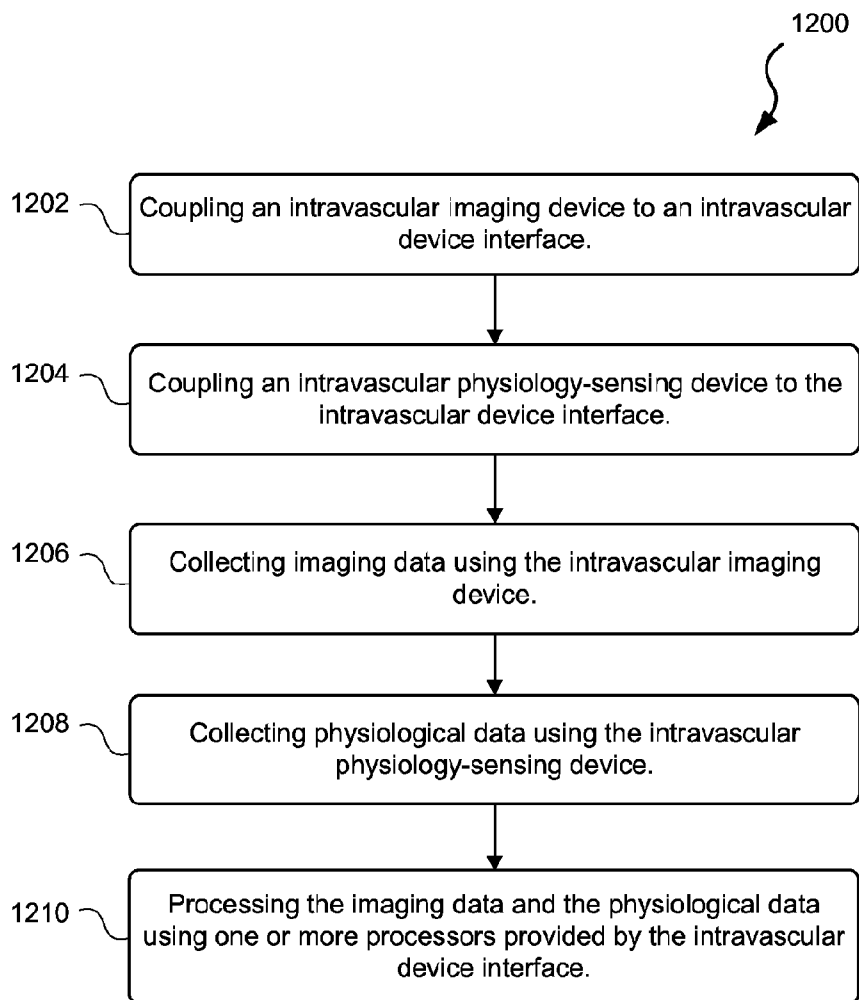 1200
1202
Coupling an intravascular imaging device to an intravascular
device interface.
1204
Coupling an intravascular physiology-sensing device to the
intravascular device interface.
1206
Collecting imaging data using the intravascular imaging
device.
1208
Collecting physiological data using the intravascular
physiology-sensing device.
1210
Processing the imaging data and the physiological data
using one or more processors provided by the intravascular
device interface.